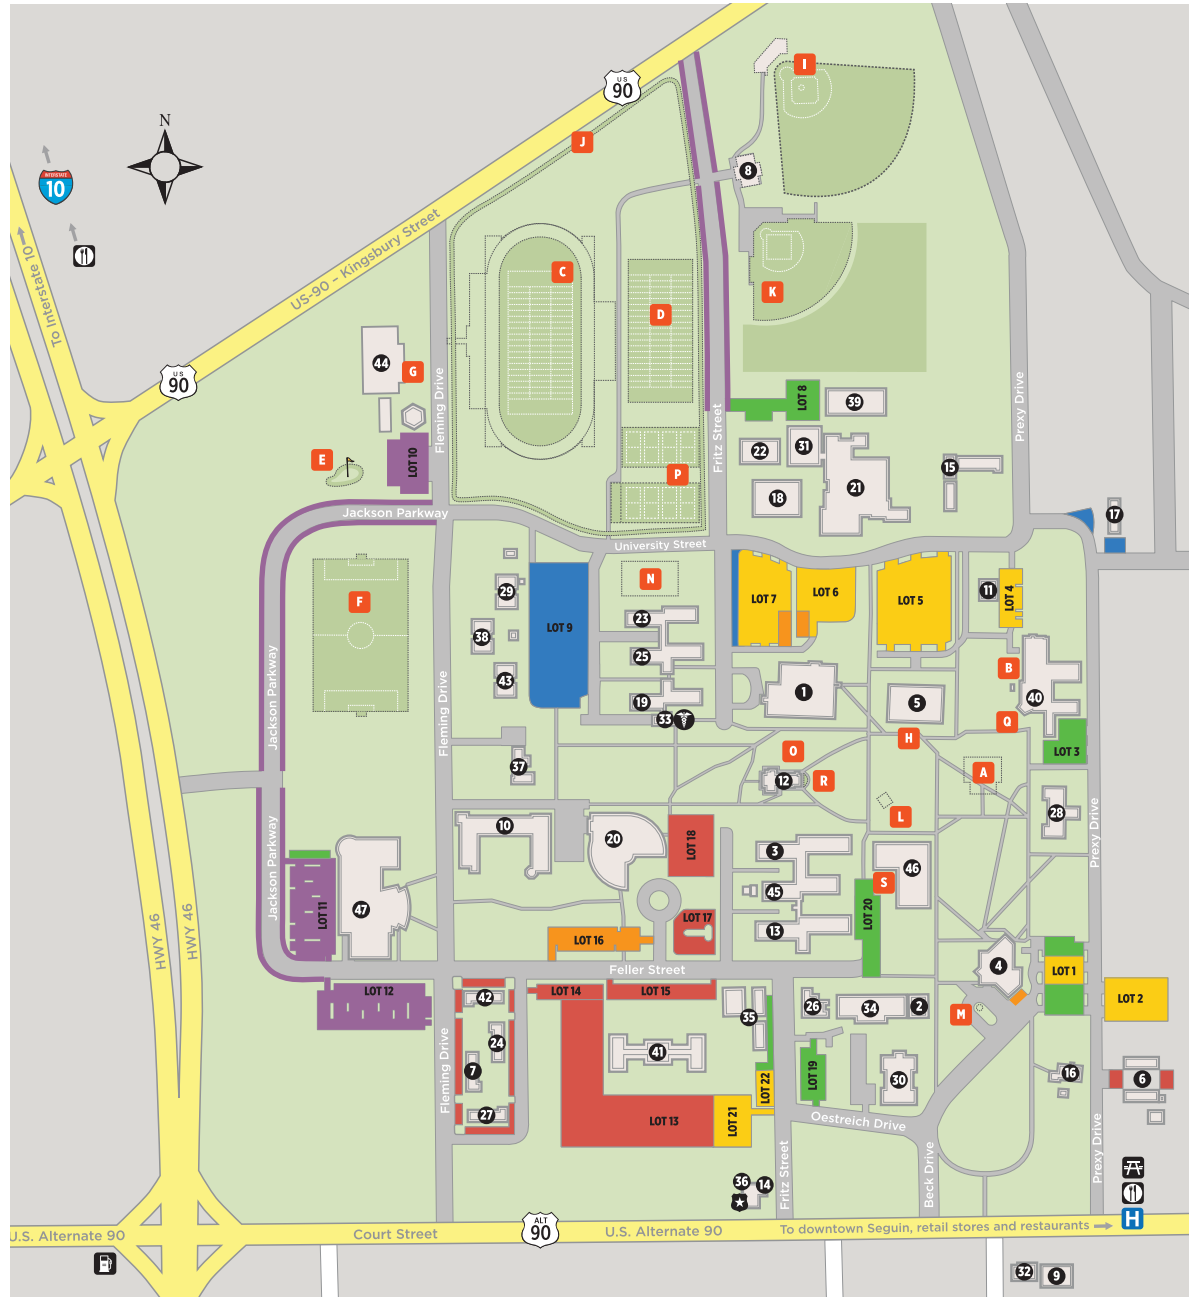 I
US
90
J
N
8
INTERSTATE
10
To Interstate 10
US-90 – Kingsbury Street
C
K
D
US
90
44
G
Fleming Drive
LOT 8
39
Prexy Drive
Fritz Street
22
31
E
LOT 10
15
P
21
18
Jackson Parkway
17
University Street
N
29
LOT 7
LOT 6
LOT 5
11
LOT 4
F
23
LOT 9
38
25
B
43
1
5
40
19
33
Q
Jackson Parkway
Fleming Drive
H
O
LOT 3
37
12
R
A
28
L
10
20
LOT 18
3
Prexy Drive
46
Jackson Parkway
45
S
47
LOT 11
LOT 20
LOT 17
13
HWY 46
HWY 46
LOT 16
4
LOT 1
Feller Street
LOT 12
42
LOT 14
LOT 15
LOT 2
26
34
2
35
M
24
41
7
LOT 19
30
16
6
LOT 22
Fleming Drive
27
LOT 13
LOT 21
Oestreich Drive
Prexy Drive
Fritz Street
Beck Drive
36
14
H
ALT
90
U.S. Alternate 90
Court Street
U.S. Alternate 90
To downtown Seguin, retail stores and restaurants
32
9